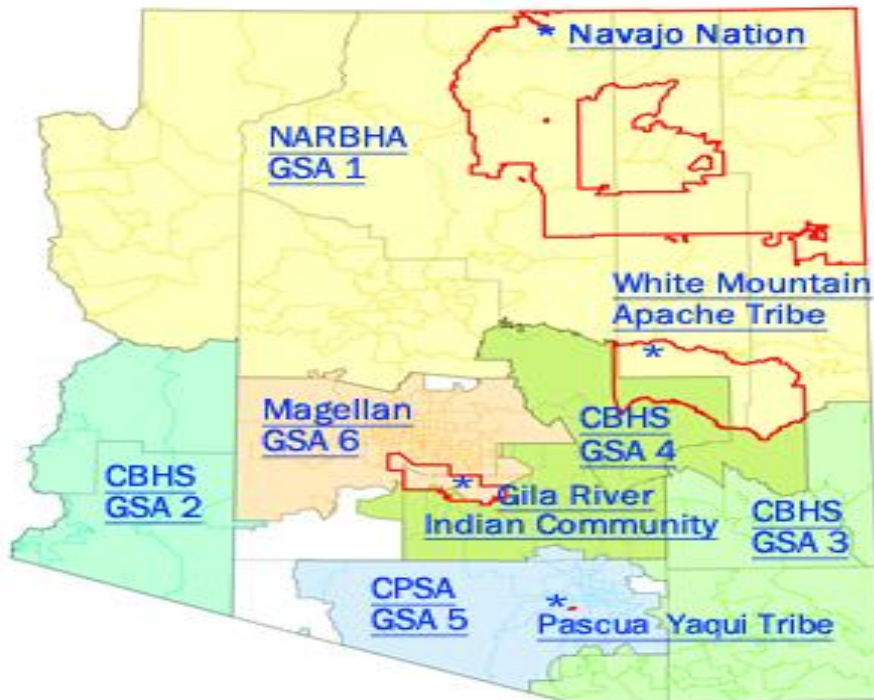 * Navajo Nation
NARBHA
GSA 1
White Mountain
Apache Tribe
*
Magellan
GSA 6
CBHS
GSA 4
CBHS
GSA 2
*
Gila River
Indian Community
CBHS
GSA 3
CPSA
GSA 5
*
Pascua Yaqui Tribe